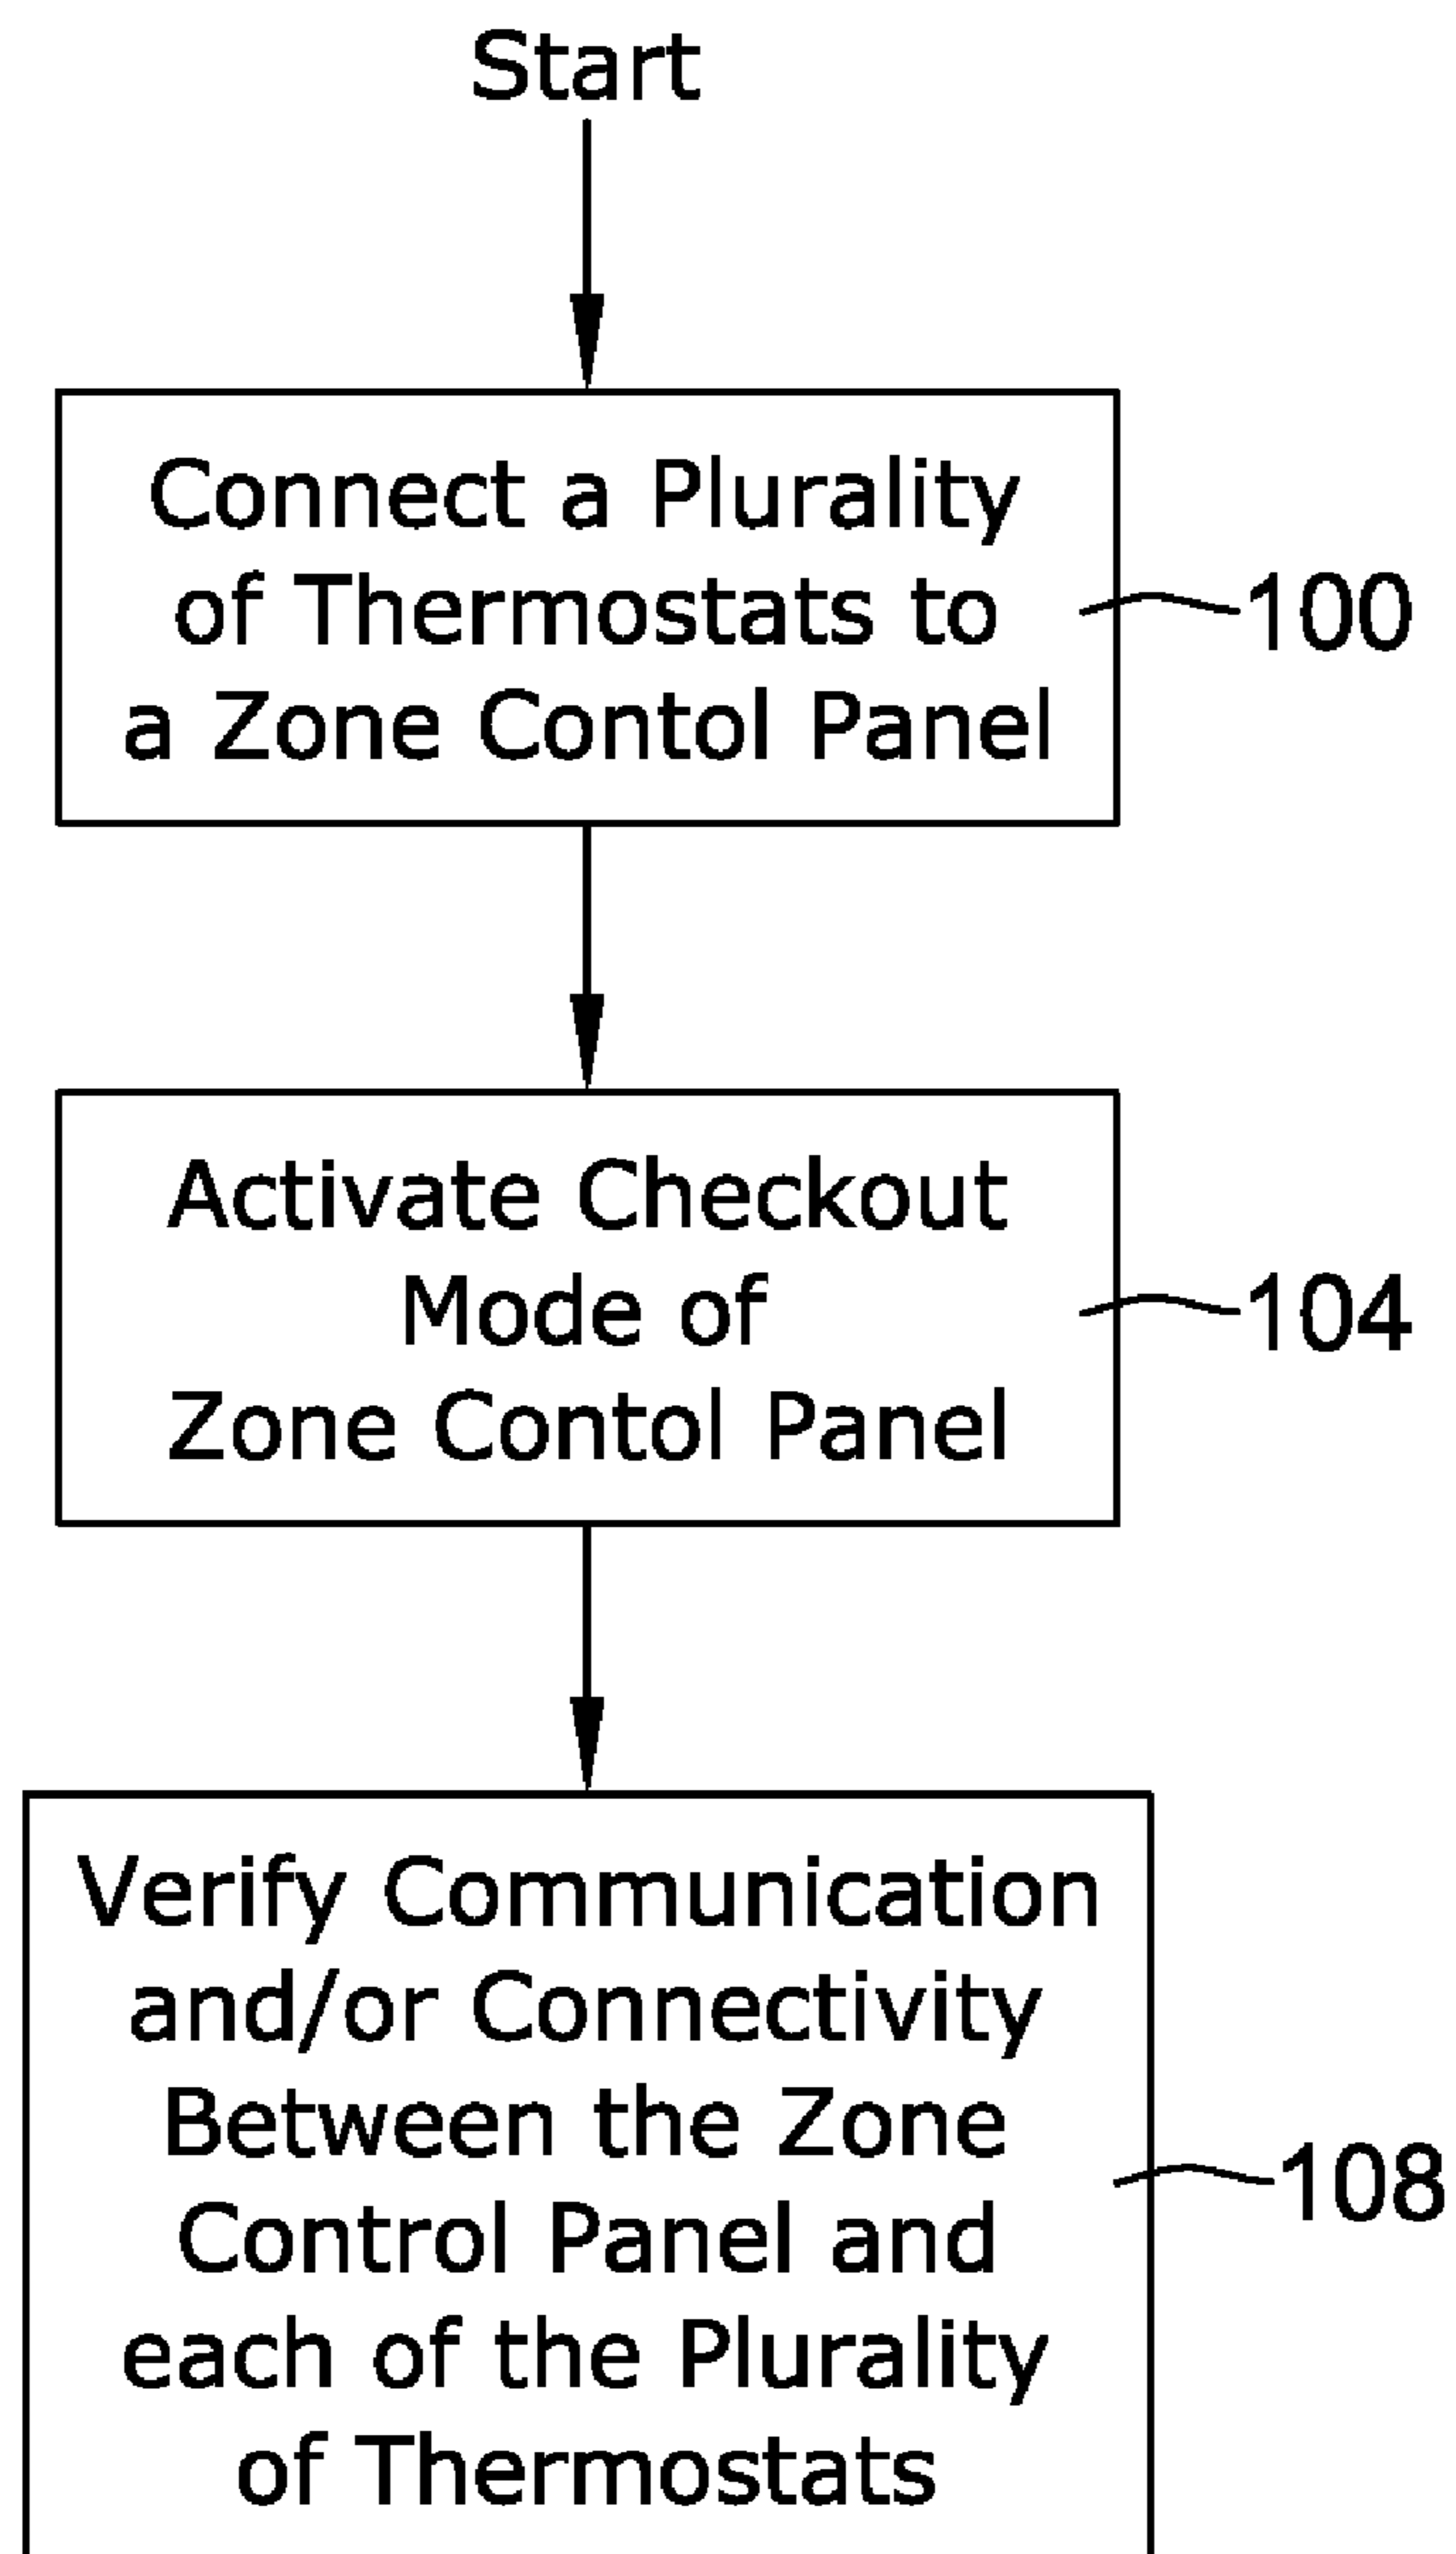 Start
Connect a Plurality
of Thermostats to
a Zone Contol Panel
100
Activate Checkout
Mode of
Zone Contol Panel
104
Verify Communication
and/or Connectivity
Between the Zone
Control Panel and
each of the Plurality
of Thermostats
108